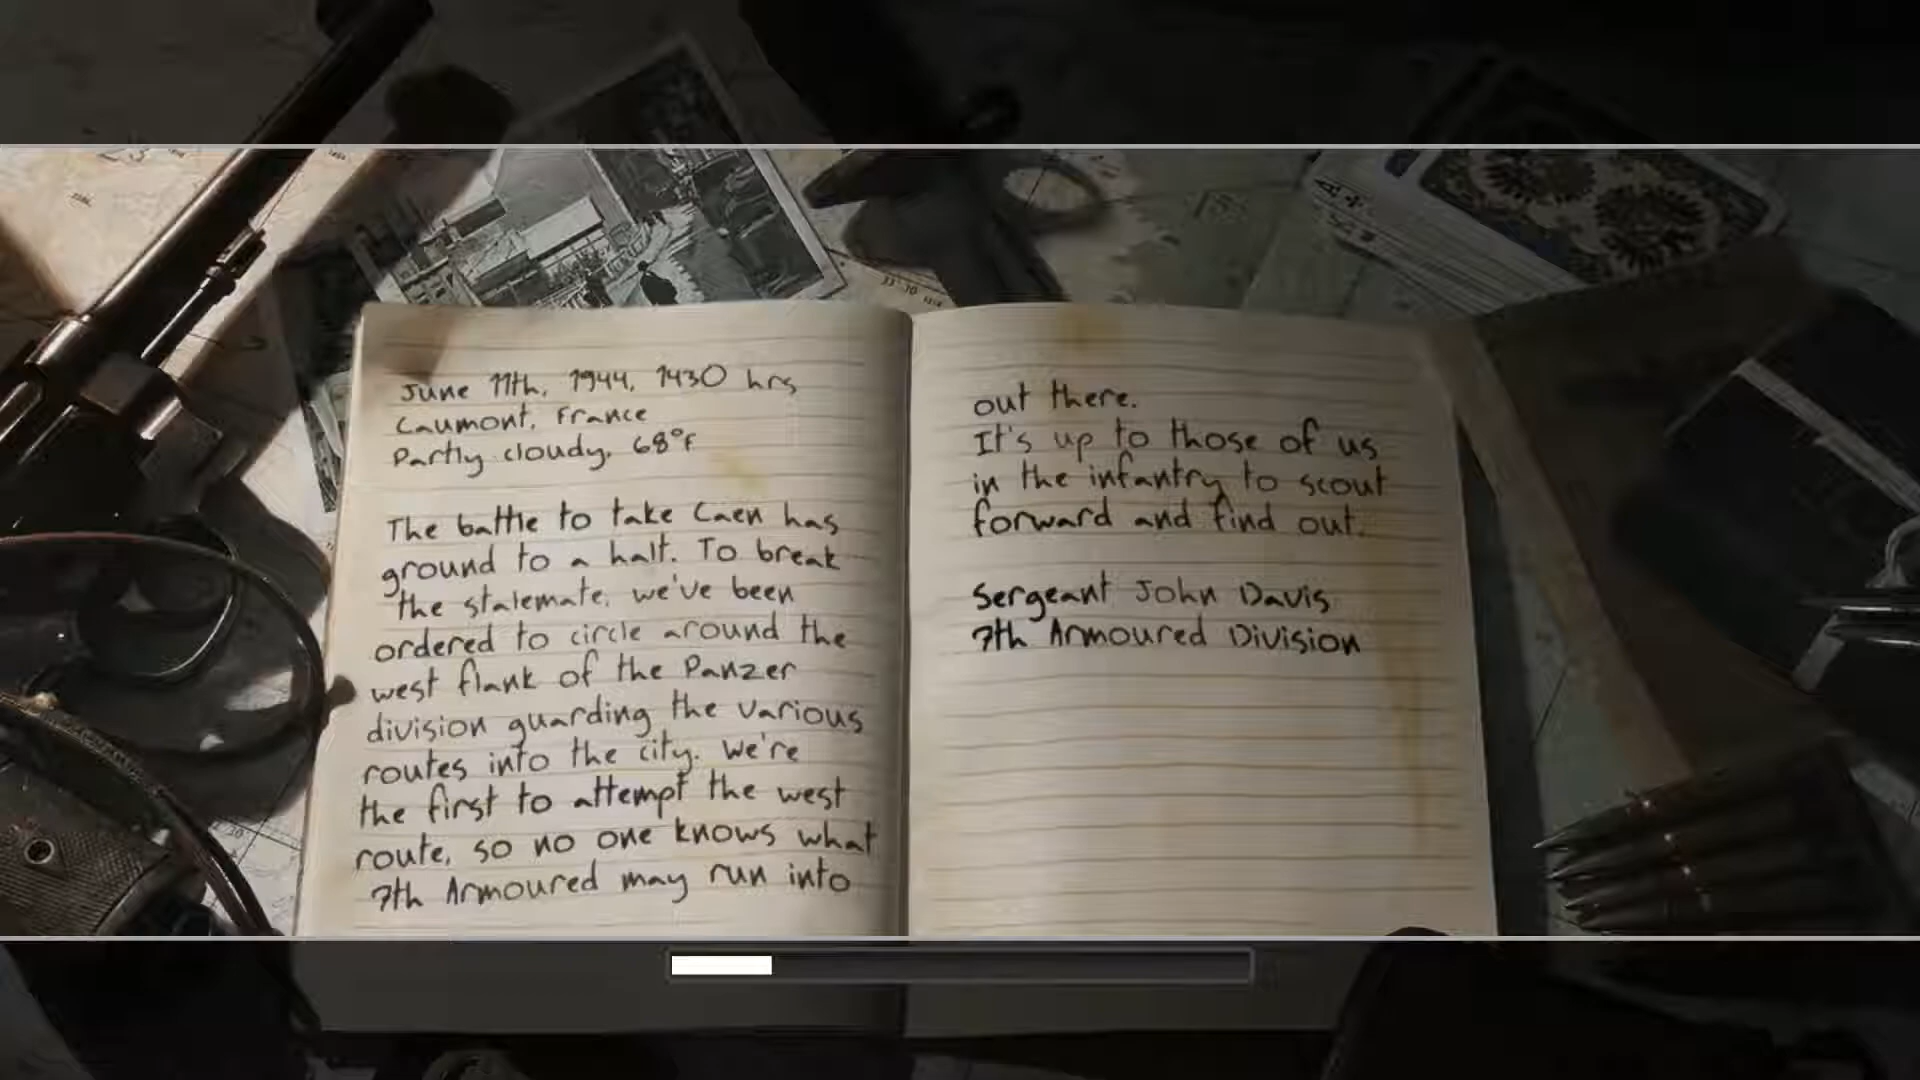 June 11th, 1944, 1430 hrs
Caumont, France
Partly cloudy, 68°F
The battle to take Caen has
ground to a halt. To break
the stalemate, we've been
ordered to circle around the
west flank of the Panzer
division guarding the various
routes into the city. We're
the first to attempt the west
route, so no one knows what
7th Armoured may run into
out there.
It's up to those of us
in the infantry to scout
forward and find out.
Sergeant John Davis
7th Armoured Division